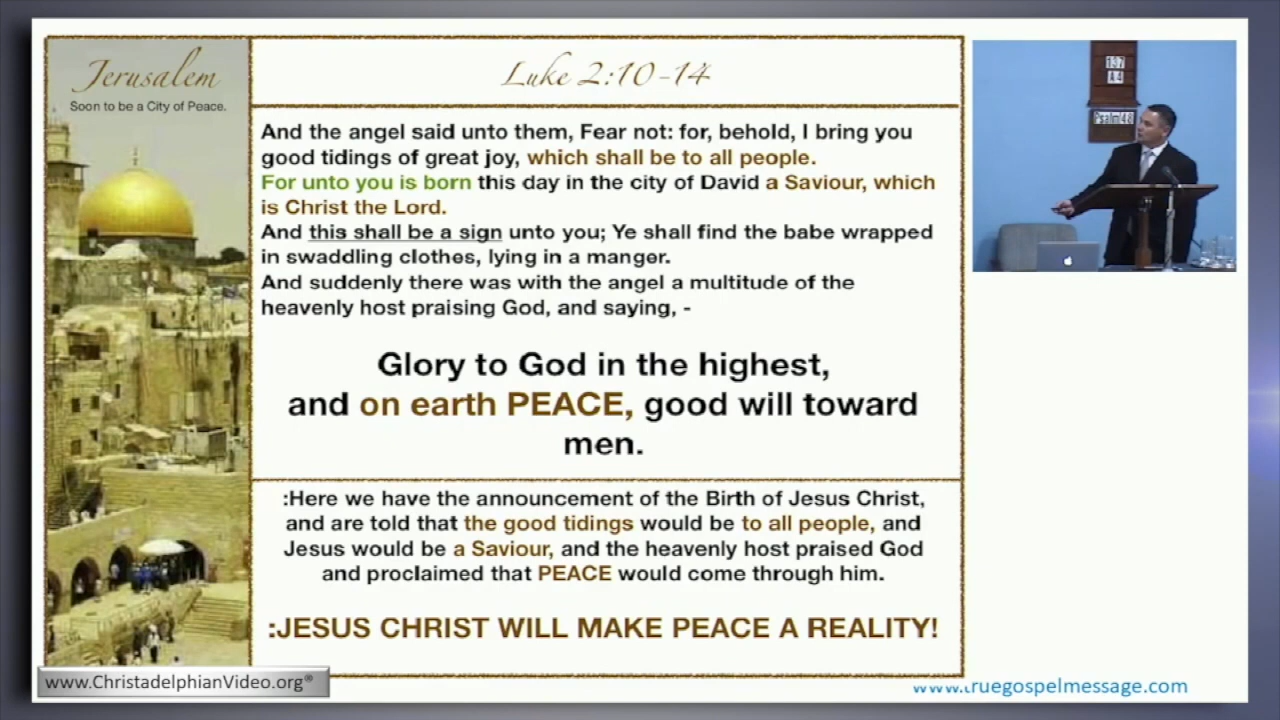 Jerusalem
Soon to be a City of Peace.
Luke 2:10-14
And the angel said unto them, Fear not: for, behold, I bring you
good tidings of great joy, which shall be to all people.
For unto you is born this day in the city of David a Saviour, which
is Christ the Lord.
And this shall be a sign unto you; Ye shall find the babe wrapped
in swaddling clothes, lying in a manger.
And suddenly there was with the angel a multitude of the
heavenly host praising God, and saying, -
Glory to God in the highest,
and on earth PEACE, good will toward
men.
:Here we have the announcement of the Birth of Jesus Christ,
and are told that the good tidings would be to all people, and
Jesus would be a Saviour, and the heavenly host praised God
and proclaimed that PEACE would come through him.
:JESUS CHRIST WILL MAKE PEACE A REALITY!
137
44
Psalm 48
www.ChristadelphianVideo.org®
www.truegospelmessage.com